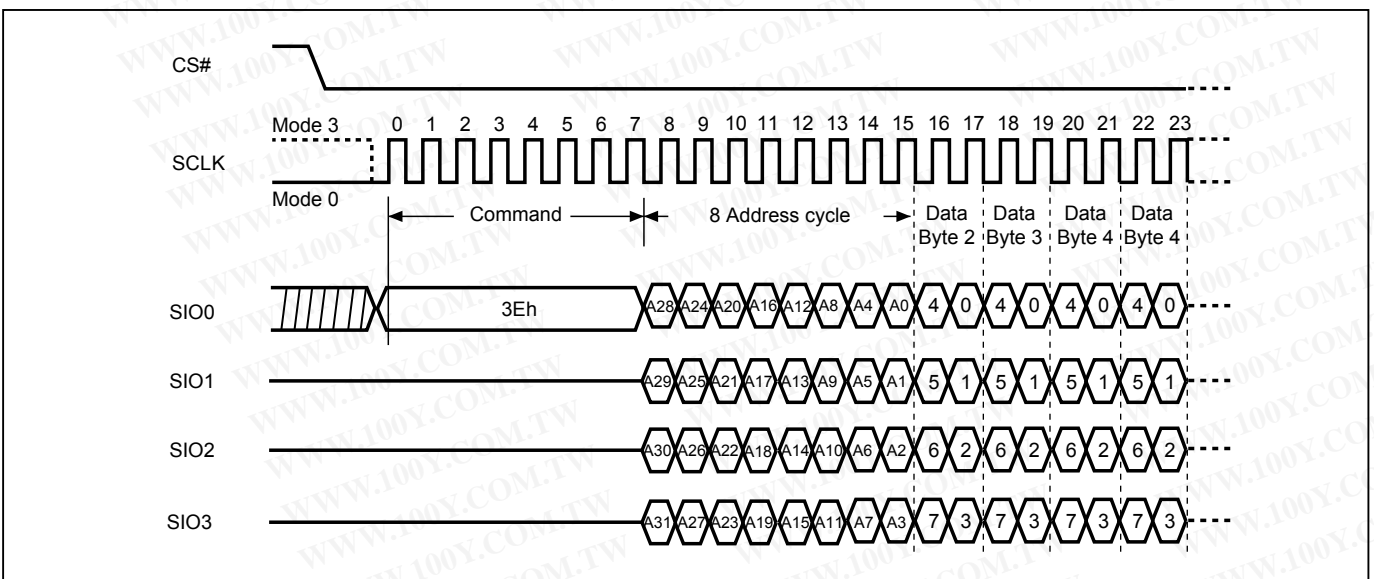 CS#
Mode 3
0 1 2 3 4 5 6 7 8 9 10 11 12 13 14 15 16 17 18 19 20 21 22 23
SCLK
Mode 0
Command
8 Address cycle
Data Byte 2
Data Byte 3
Data Byte 4
Data Byte 4
SIO0
3Eh
A28 A24 A20 A16 A12 A8 A4 A0 4 0 4 0 4 0 4 0
SIO1
A29 A25 A21 A17 A13 A9 A5 A1 5 1 5 1 5 1 5 1
SIO2
A30 A26 A22 A18 A14 A10 A6 A2 6 2 6 2 6 2 6 2
SIO3
A31 A27 A23 A19 A15 A11 A7 A3 7 3 7 3 7 3 7 3
WWW.100Y.COM.TW